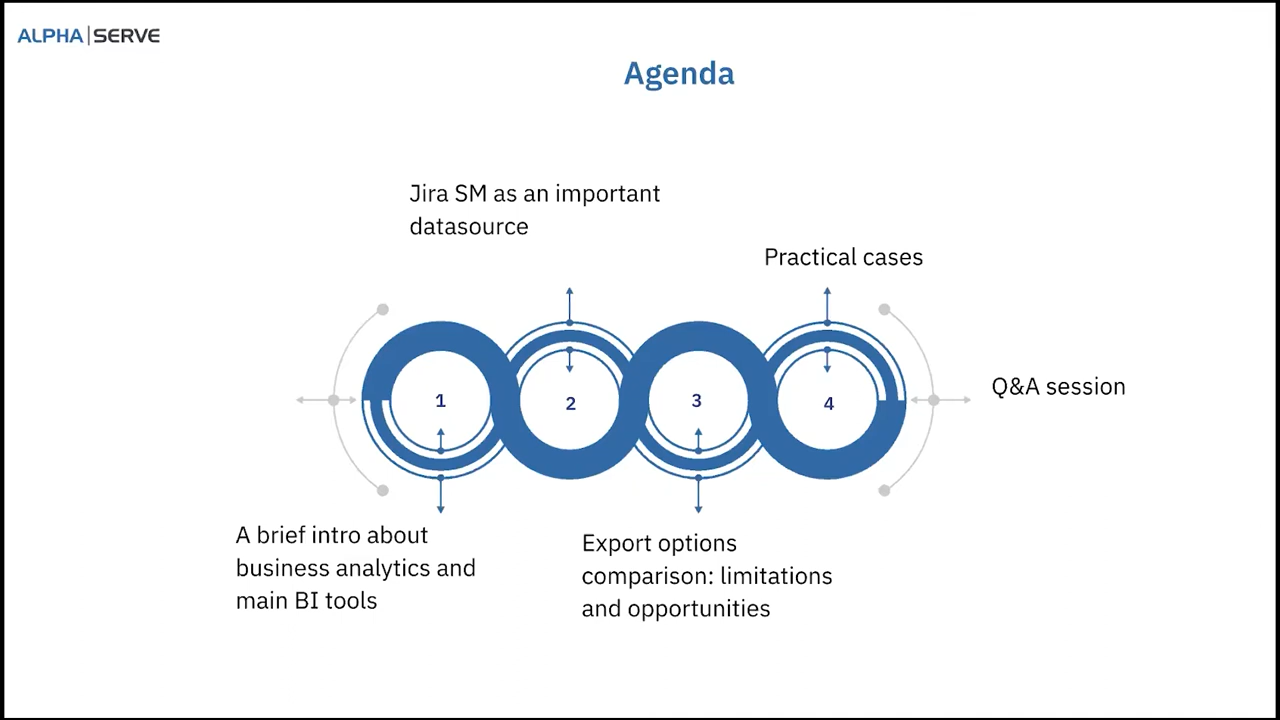 ALPHA|SERVE
Agenda
Jira SM as an important
datasource
Practical cases
1
2
3
4
Q&A session
A brief intro about
business analytics and
main BI tools
Export options
comparison: limitations
and opportunities